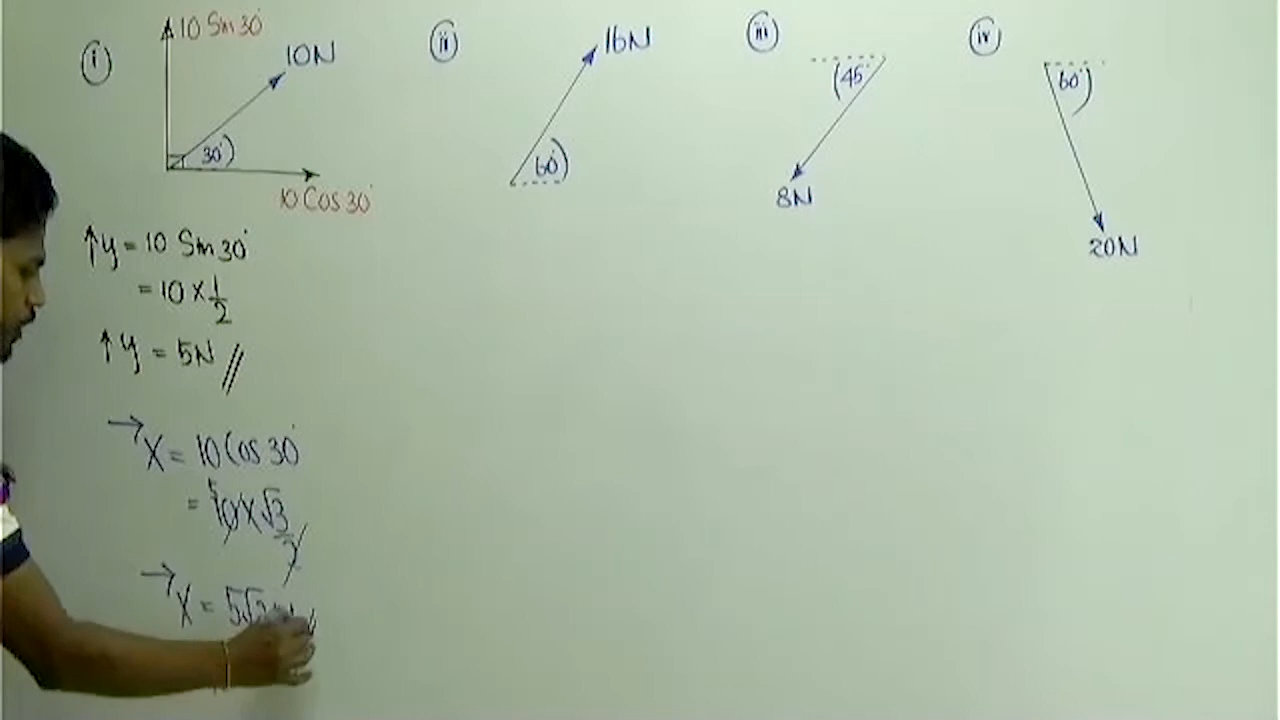 i
10 Sin 30°
10N
30°
10 Cos 30°
ii
16N
60°
iii
45°
8N
iv
60°
20N
↑y = 10 Sin 30°
= 10 × 1/2
↑y = 5N //
→x = 10 Cos 30°
= 5 10 × √3/2
→x = 5√3